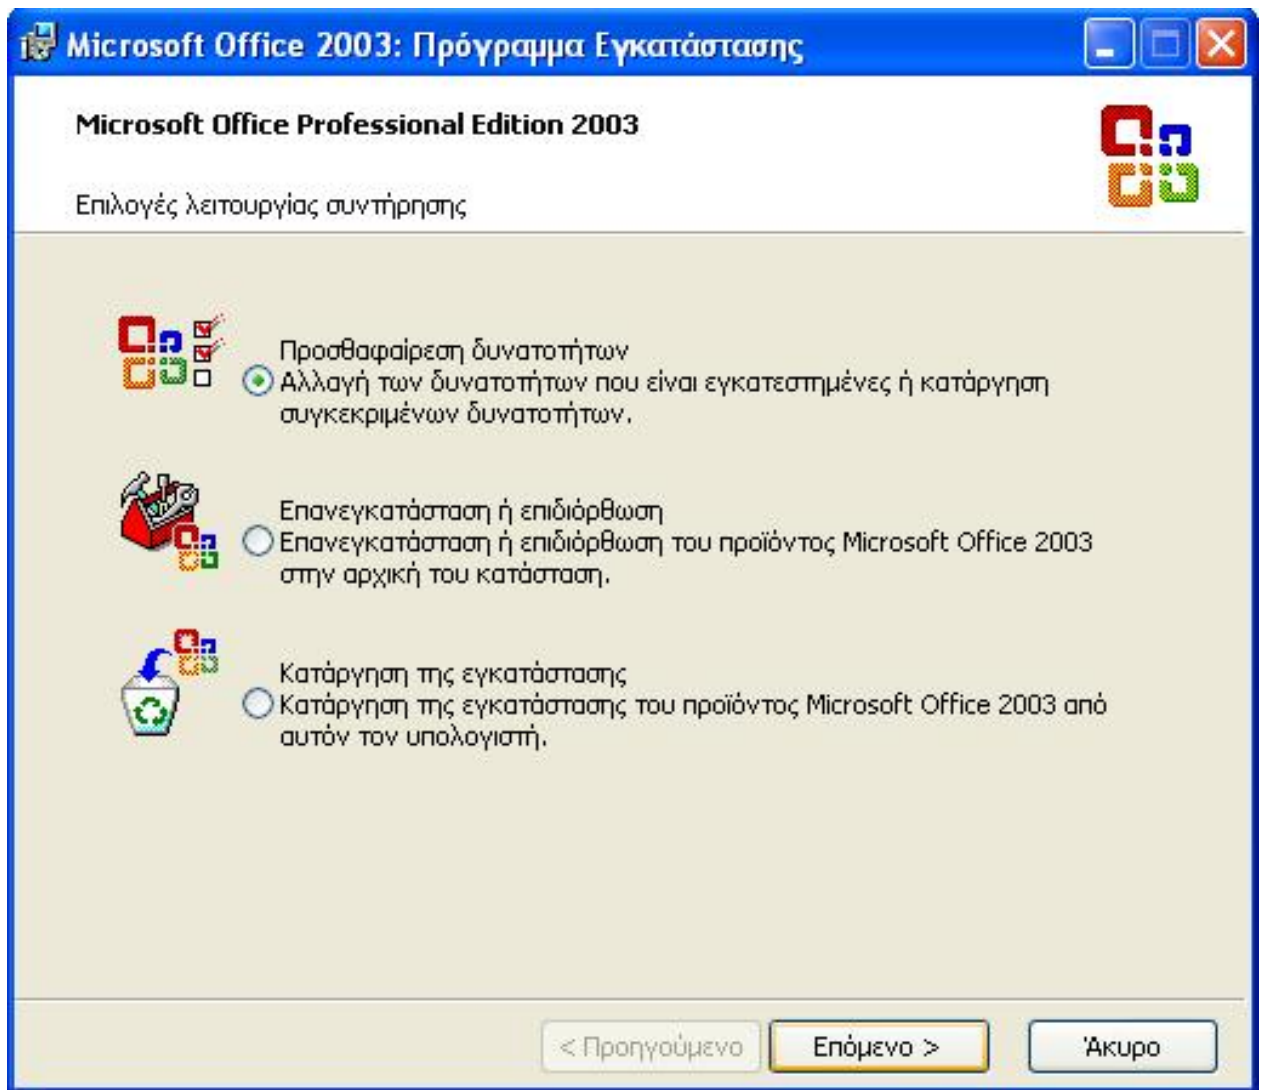 Microsoft Office 2003: Πρόγραμμα Εγκατάστασης
Microsoft Office Professional Edition 2003
Επιλογές λειτουργίας συντήρησης
Προσθαφαίρεση δυνατοτήτων
Αλλαγή των δυνατοτήτων που είναι εγκατεστημένες ή κατάργηση
συγκεκριμένων δυνατοτήτων.
Επανεγκατάσταση ή επιδιόρθωση
Επανεγκατάσταση ή επιδιόρθωση του προϊόντος Microsoft Office 2003
στην αρχική του κατάσταση.
Κατάργηση της εγκατάστασης
Κατάργηση της εγκατάστασης του προϊόντος Microsoft Office 2003 από
αυτόν τον υπολογιστή.
< Προηγούμενο
Επόμενο >
Άκυρο